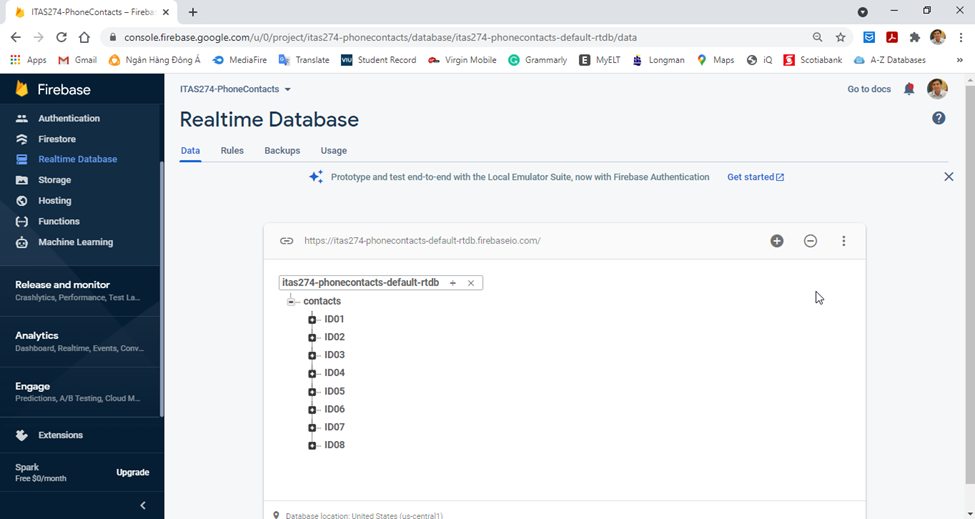 ITAS274-PhoneContacts – Fireba
console.firebase.google.com/u/0/project/itas274-phonecontacts/database/itas274-phonecontacts-default-rtdb/data
Apps Gmail Ngân Hàng Đông Á MediaFire Translate VIU Student Record Virgin Mobile Grammarly E MyELT Longman Maps iQ Scotiabank A-Z Databases »
Firebase
Authentication
Firestore
Realtime Database
Storage
Hosting
Functions
Machine Learning
Release and monitor
Crashlytics, Performance, Test La...
Analytics
Dashboard, Realtime, Events, Conv...
Engage
Predictions, A/B Testing, Cloud M...
Extensions
Spark
Free $0/month
Upgrade
ITAS274-PhoneContacts
Go to docs
Realtime Database
Data Rules Backups Usage
Prototype and test end-to-end with the Local Emulator Suite, now with Firebase Authentication Get started
https://itas274-phonecontacts-default-rtdb.firebaseio.com/
itas274-phonecontacts-default-rtdb
contacts
ID01
ID02
ID03
ID04
ID05
ID06
ID07
ID08
Database location: United States (us-central1)